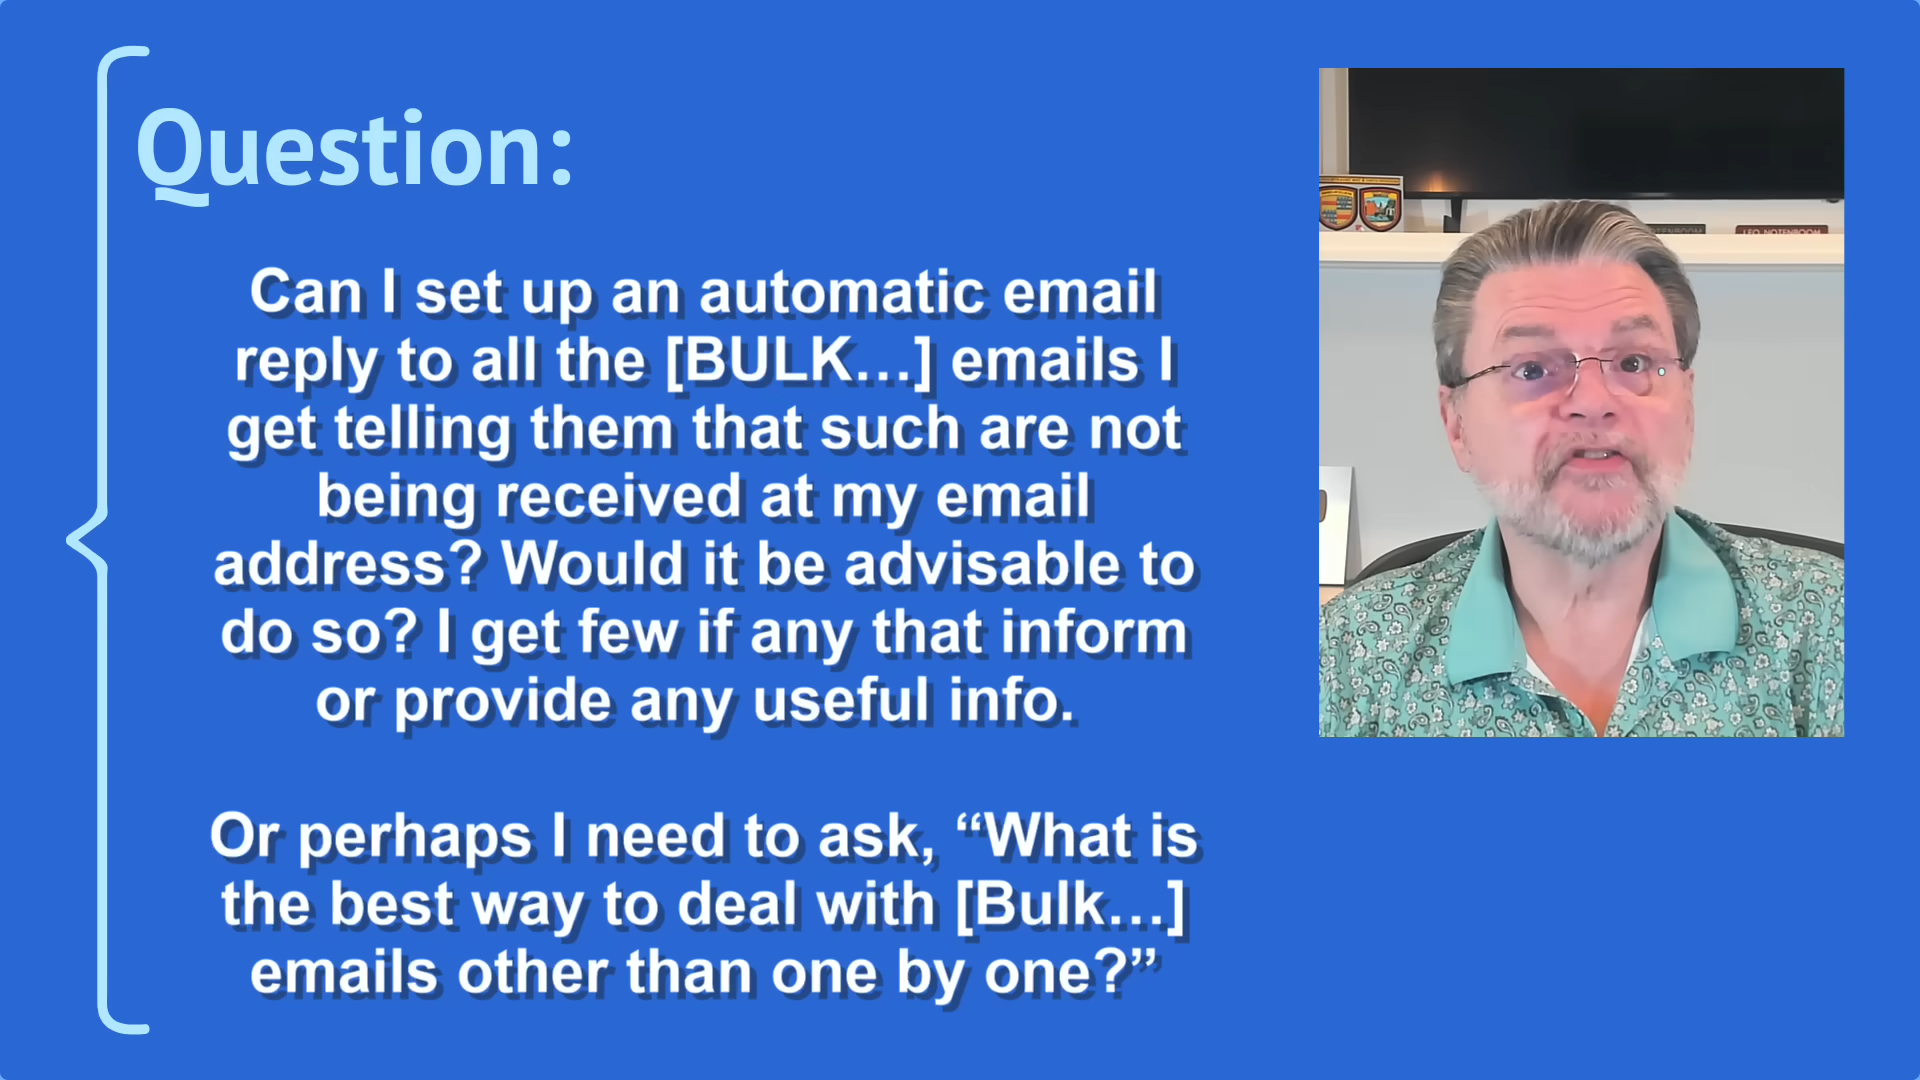 Question:
Can I set up an automatic email
reply to all the [BULK…] emails I
get telling them that such are not
being received at my email
address? Would it be advisable to
do so? I get few if any that inform
or provide any useful info.
Or perhaps I need to ask, “What is
the best way to deal with [Bulk…]
emails other than one by one?”
LEO NOTENBOOM